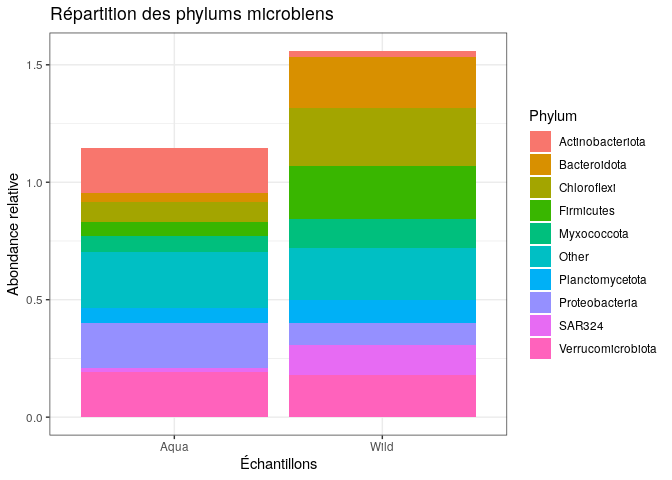 Répartition des phylums microbiens
Abondance relative
1.5
1.0
0.5
0.0
Aqua
Wild
Échantillons
Phylum
Actinobacteriota
Bacteroidota
Chloroflexi
Firmicutes
Myxococcota
Other
Planctomycetota
Proteobacteria
SAR324
Verrucomicrobiota